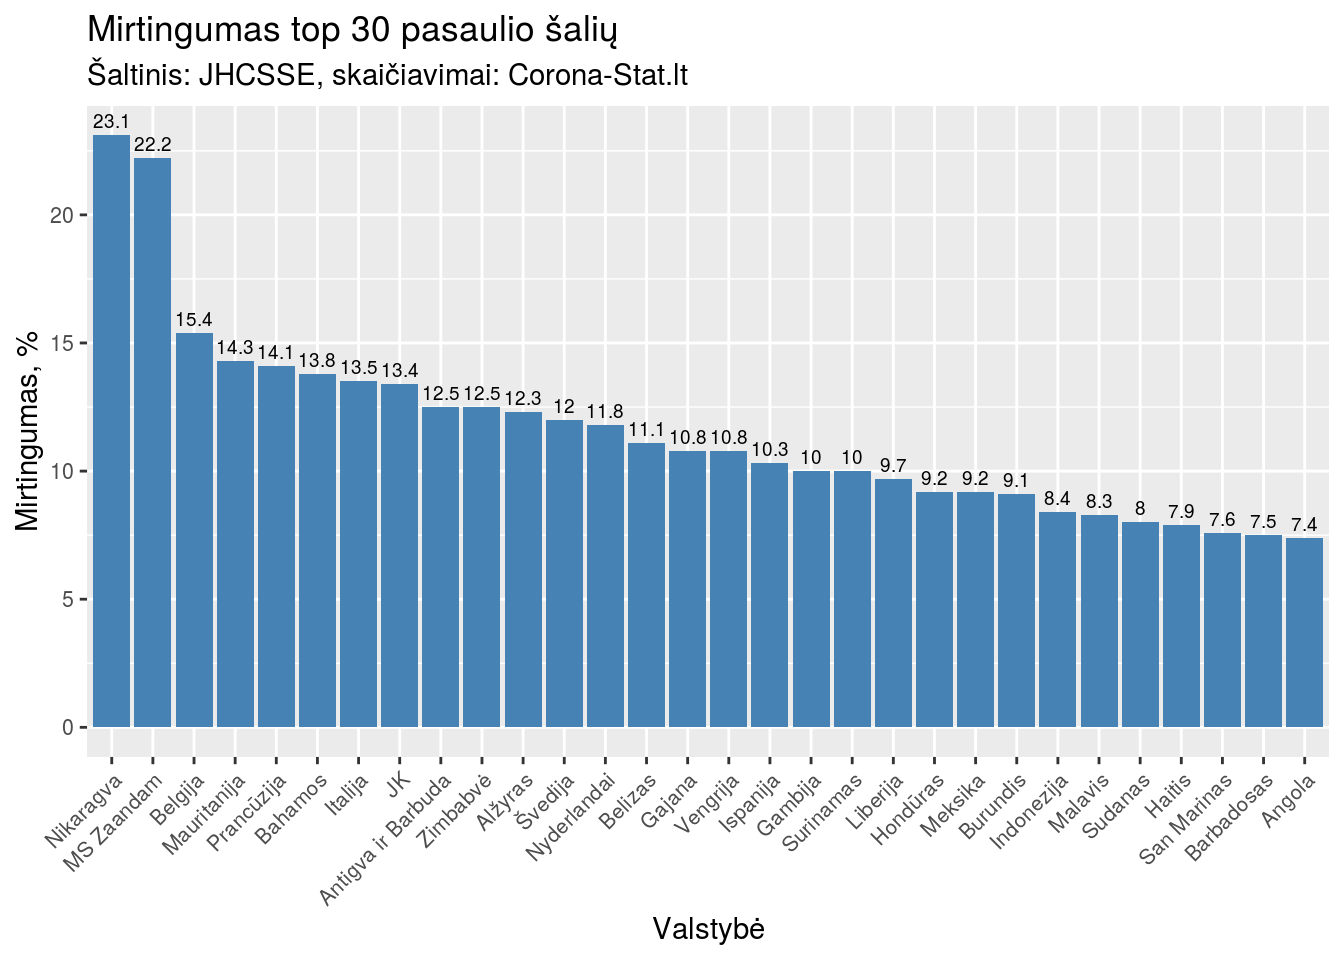 Mirtingumas top 30 pasaulio šalių
Šaltinis: JHCSSE, skaičiavimai: Corona-Stat.lt
Mirtingumas, %
20
15
10
5
0
23.1
22.2
15.4
14.3
14.1
13.8
13.5
13.4
12.5
12.5
12.3
12
11.8
11.1
10.8
10.8
10.3
10
10
9.7
9.2
9.2
9.1
8.4
8.3
8
7.9
7.6
7.5
7.4
Nikaragva
MS Zaandam
Belgija
Mauritanija
Prancūzija
Bahamos
Italija
JK
Antigva ir Barbuda
Zimbabvė
Alžyras
Švedija
Nyderlandai
Belizas
Gajana
Vengrija
Ispanija
Gambija
Surinamas
Liberija
Hondūras
Meksika
Burundis
Indonezija
Malavis
Sudanas
Haitis
San Marinas
Barbadosas
Angola
Valstybė